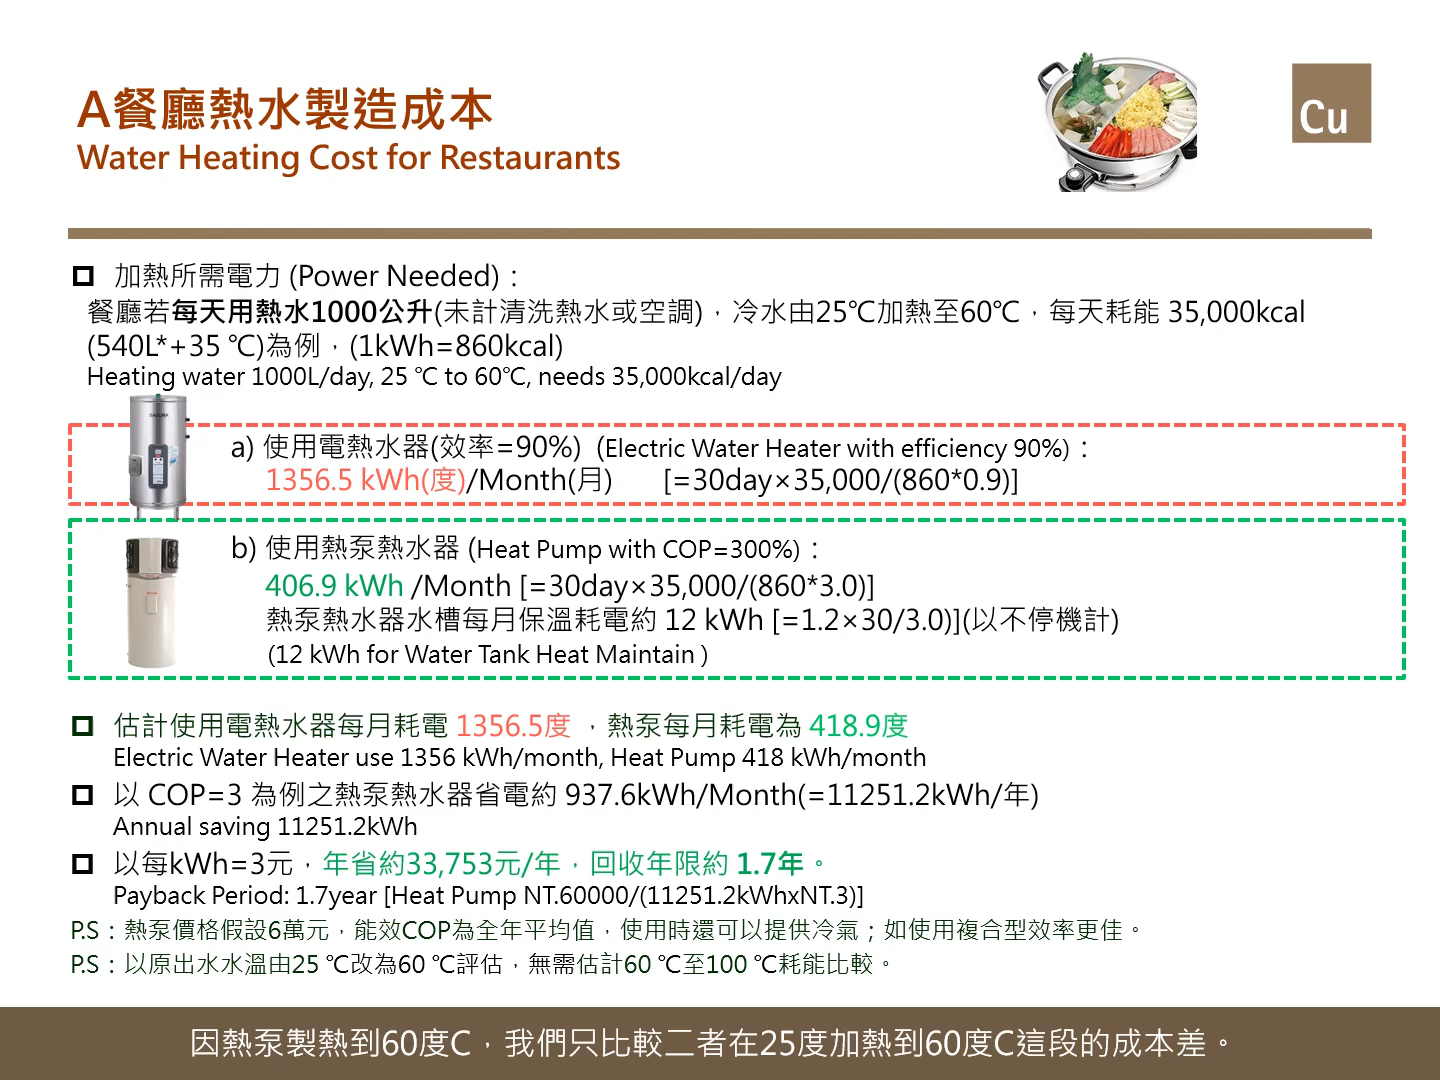 A餐廳熱水製造成本
Water Heating Cost for Restaurants
Cu
加熱所需電力 (Power Needed)：
餐廳若每天用熱水1000公升(未計清洗熱水或空調)，冷水由25℃加熱至60℃，每天耗能 35,000kcal
(540L*+35 ℃)為例，(1kWh=860kcal)
Heating water 1000L/day, 25 ℃ to 60℃, needs 35,000kcal/day
a) 使用電熱水器(效率=90%) (Electric Water Heater with efficiency 90%)：
1356.5 kWh(度)/Month(月) [=30day×35,000/(860*0.9)]
b) 使用熱泵熱水器 (Heat Pump with COP=300%)：
406.9 kWh /Month [=30day×35,000/(860*3.0)]
熱泵熱水器水槽每月保溫耗電約 12 kWh [=1.2×30/3.0)](以不停機計)
(12 kWh for Water Tank Heat Maintain )
估計使用電熱水器每月耗電 1356.5度 ，熱泵每月耗電為 418.9度
Electric Water Heater use 1356 kWh/month, Heat Pump 418 kWh/month
以 COP=3 為例之熱泵熱水器省電約 937.6kWh/Month(=11251.2kWh/年)
Annual saving 11251.2kWh
以每kWh=3元，年省約33,753元/年，回收年限約 1.7年。
Payback Period: 1.7year [Heat Pump NT.60000/(11251.2kWhxNT.3)]
P.S：熱泵價格假設6萬元，能效COP為全年平均值，使用時還可以提供冷氣；如使用複合型效率更佳。
P.S：以原出水水溫由25 ℃改為60 ℃評估，無需估計60 ℃至100 ℃耗能比較。
因熱泵製熱到60度C，我們只比較二者在25度加熱到60度C這段的成本差。